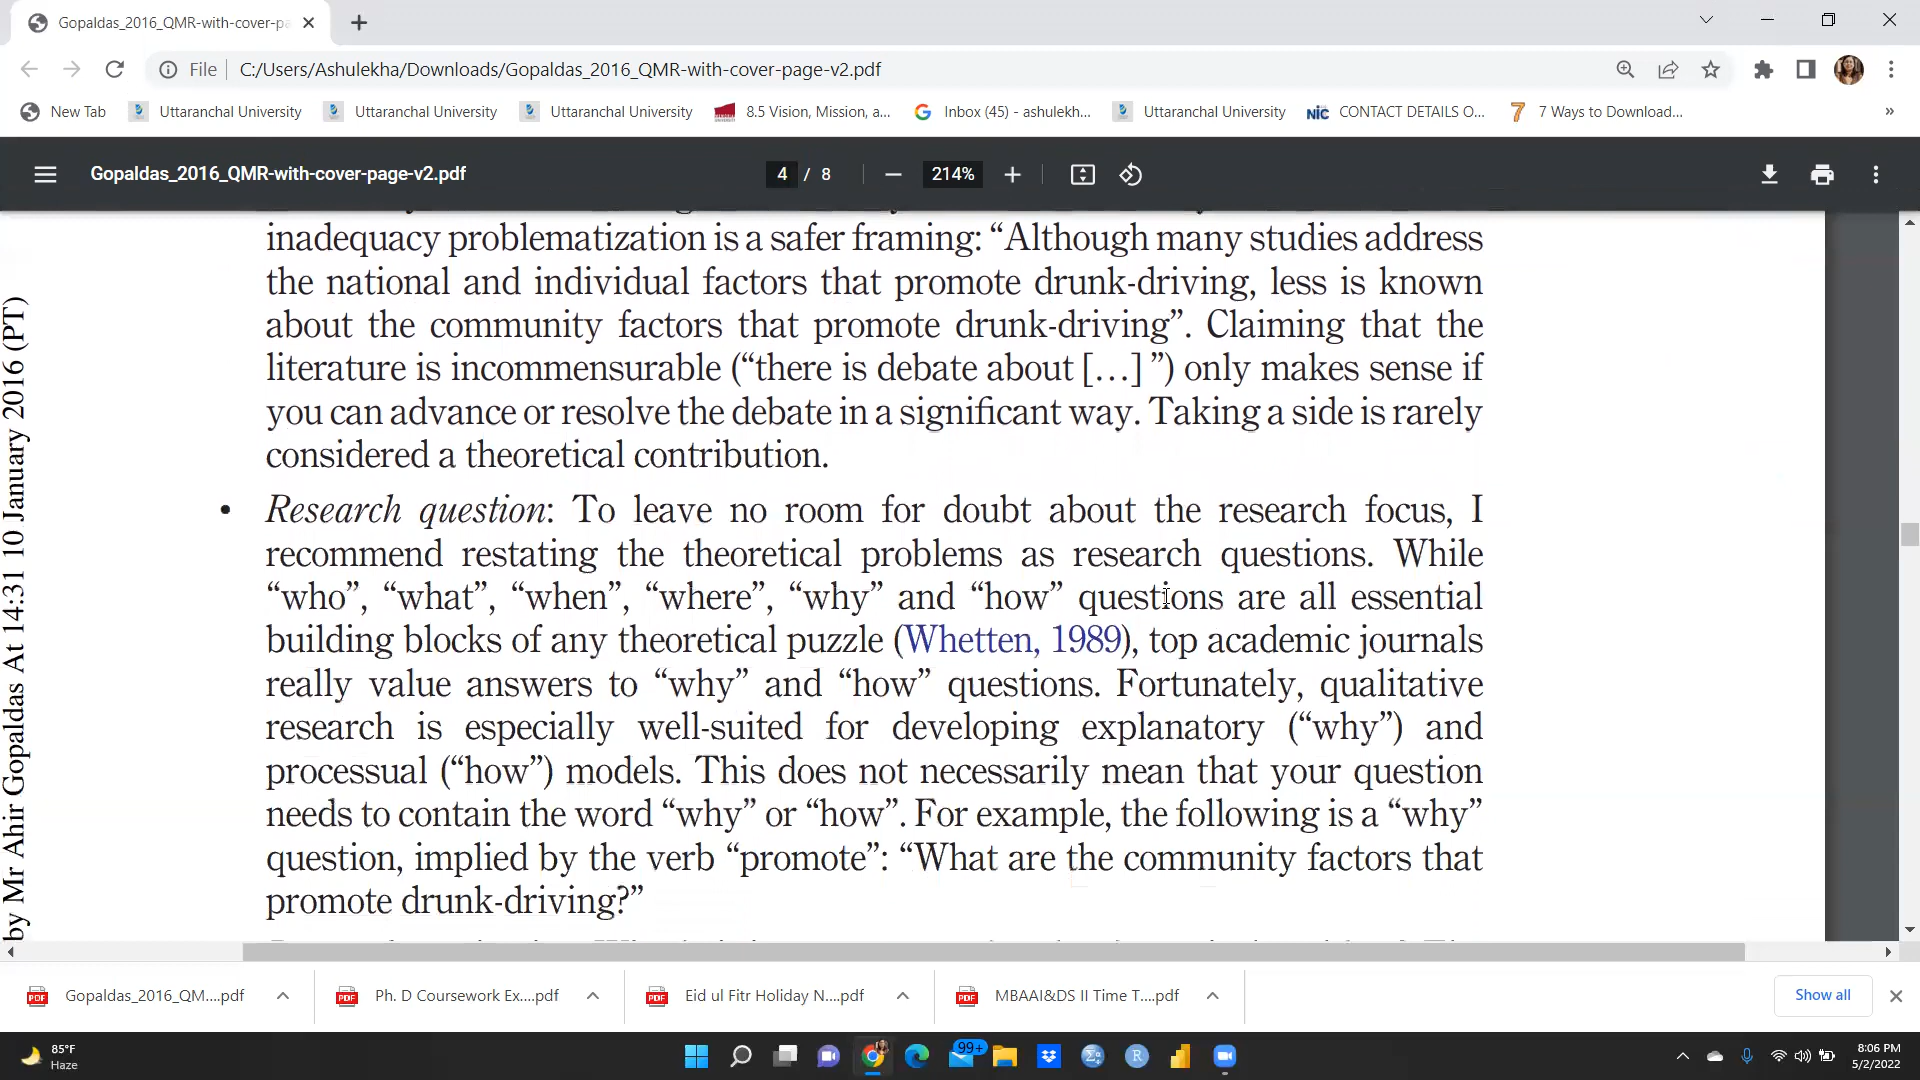 Gopaldas_2016_QMR-with-cover-pa
File
C:/Users/Ashulekha/Downloads/Gopaldas_2016_QMR-with-cover-page-v2.pdf
New Tab
Uttaranchal University
Uttaranchal University
Uttaranchal University
8.5 Vision, Mission, a...
Inbox (45) - ashulekh...
Uttaranchal University
NIC
CONTACT DETAILS O...
7 Ways to Download...
»
Gopaldas_2016_QMR-with-cover-page-v2.pdf
4 / 8
214%
by Mr Ahir Gopaldas At 14:31 10 January 2016 (PT)
inadequacy problematization is a safer framing: “Although many studies address
the national and individual factors that promote drunk-driving, less is known
about the community factors that promote drunk-driving”. Claiming that the
literature is incommensurable (“there is debate about […] ”) only makes sense if
you can advance or resolve the debate in a significant way. Taking a side is rarely
considered a theoretical contribution.
• Research question: To leave no room for doubt about the research focus, I
recommend restating the theoretical problems as research questions. While
“who”, “what”, “when”, “where”, “why” and “how” questions are all essential
building blocks of any theoretical puzzle (Whetten, 1989), top academic journals
really value answers to “why” and “how” questions. Fortunately, qualitative
research is especially well-suited for developing explanatory (“why”) and
processual (“how”) models. This does not necessarily mean that your question
needs to contain the word “why” or “how”. For example, the following is a “why”
question, implied by the verb “promote”: “What are the community factors that
promote drunk-driving?”
Gopaldas_2016_QM....pdf
Ph. D Coursework Ex....pdf
Eid ul Fitr Holiday N....pdf
MBAAI&DS II Time T....pdf
Show all
85°F
Haze
99+
8:06 PM
5/2/2022